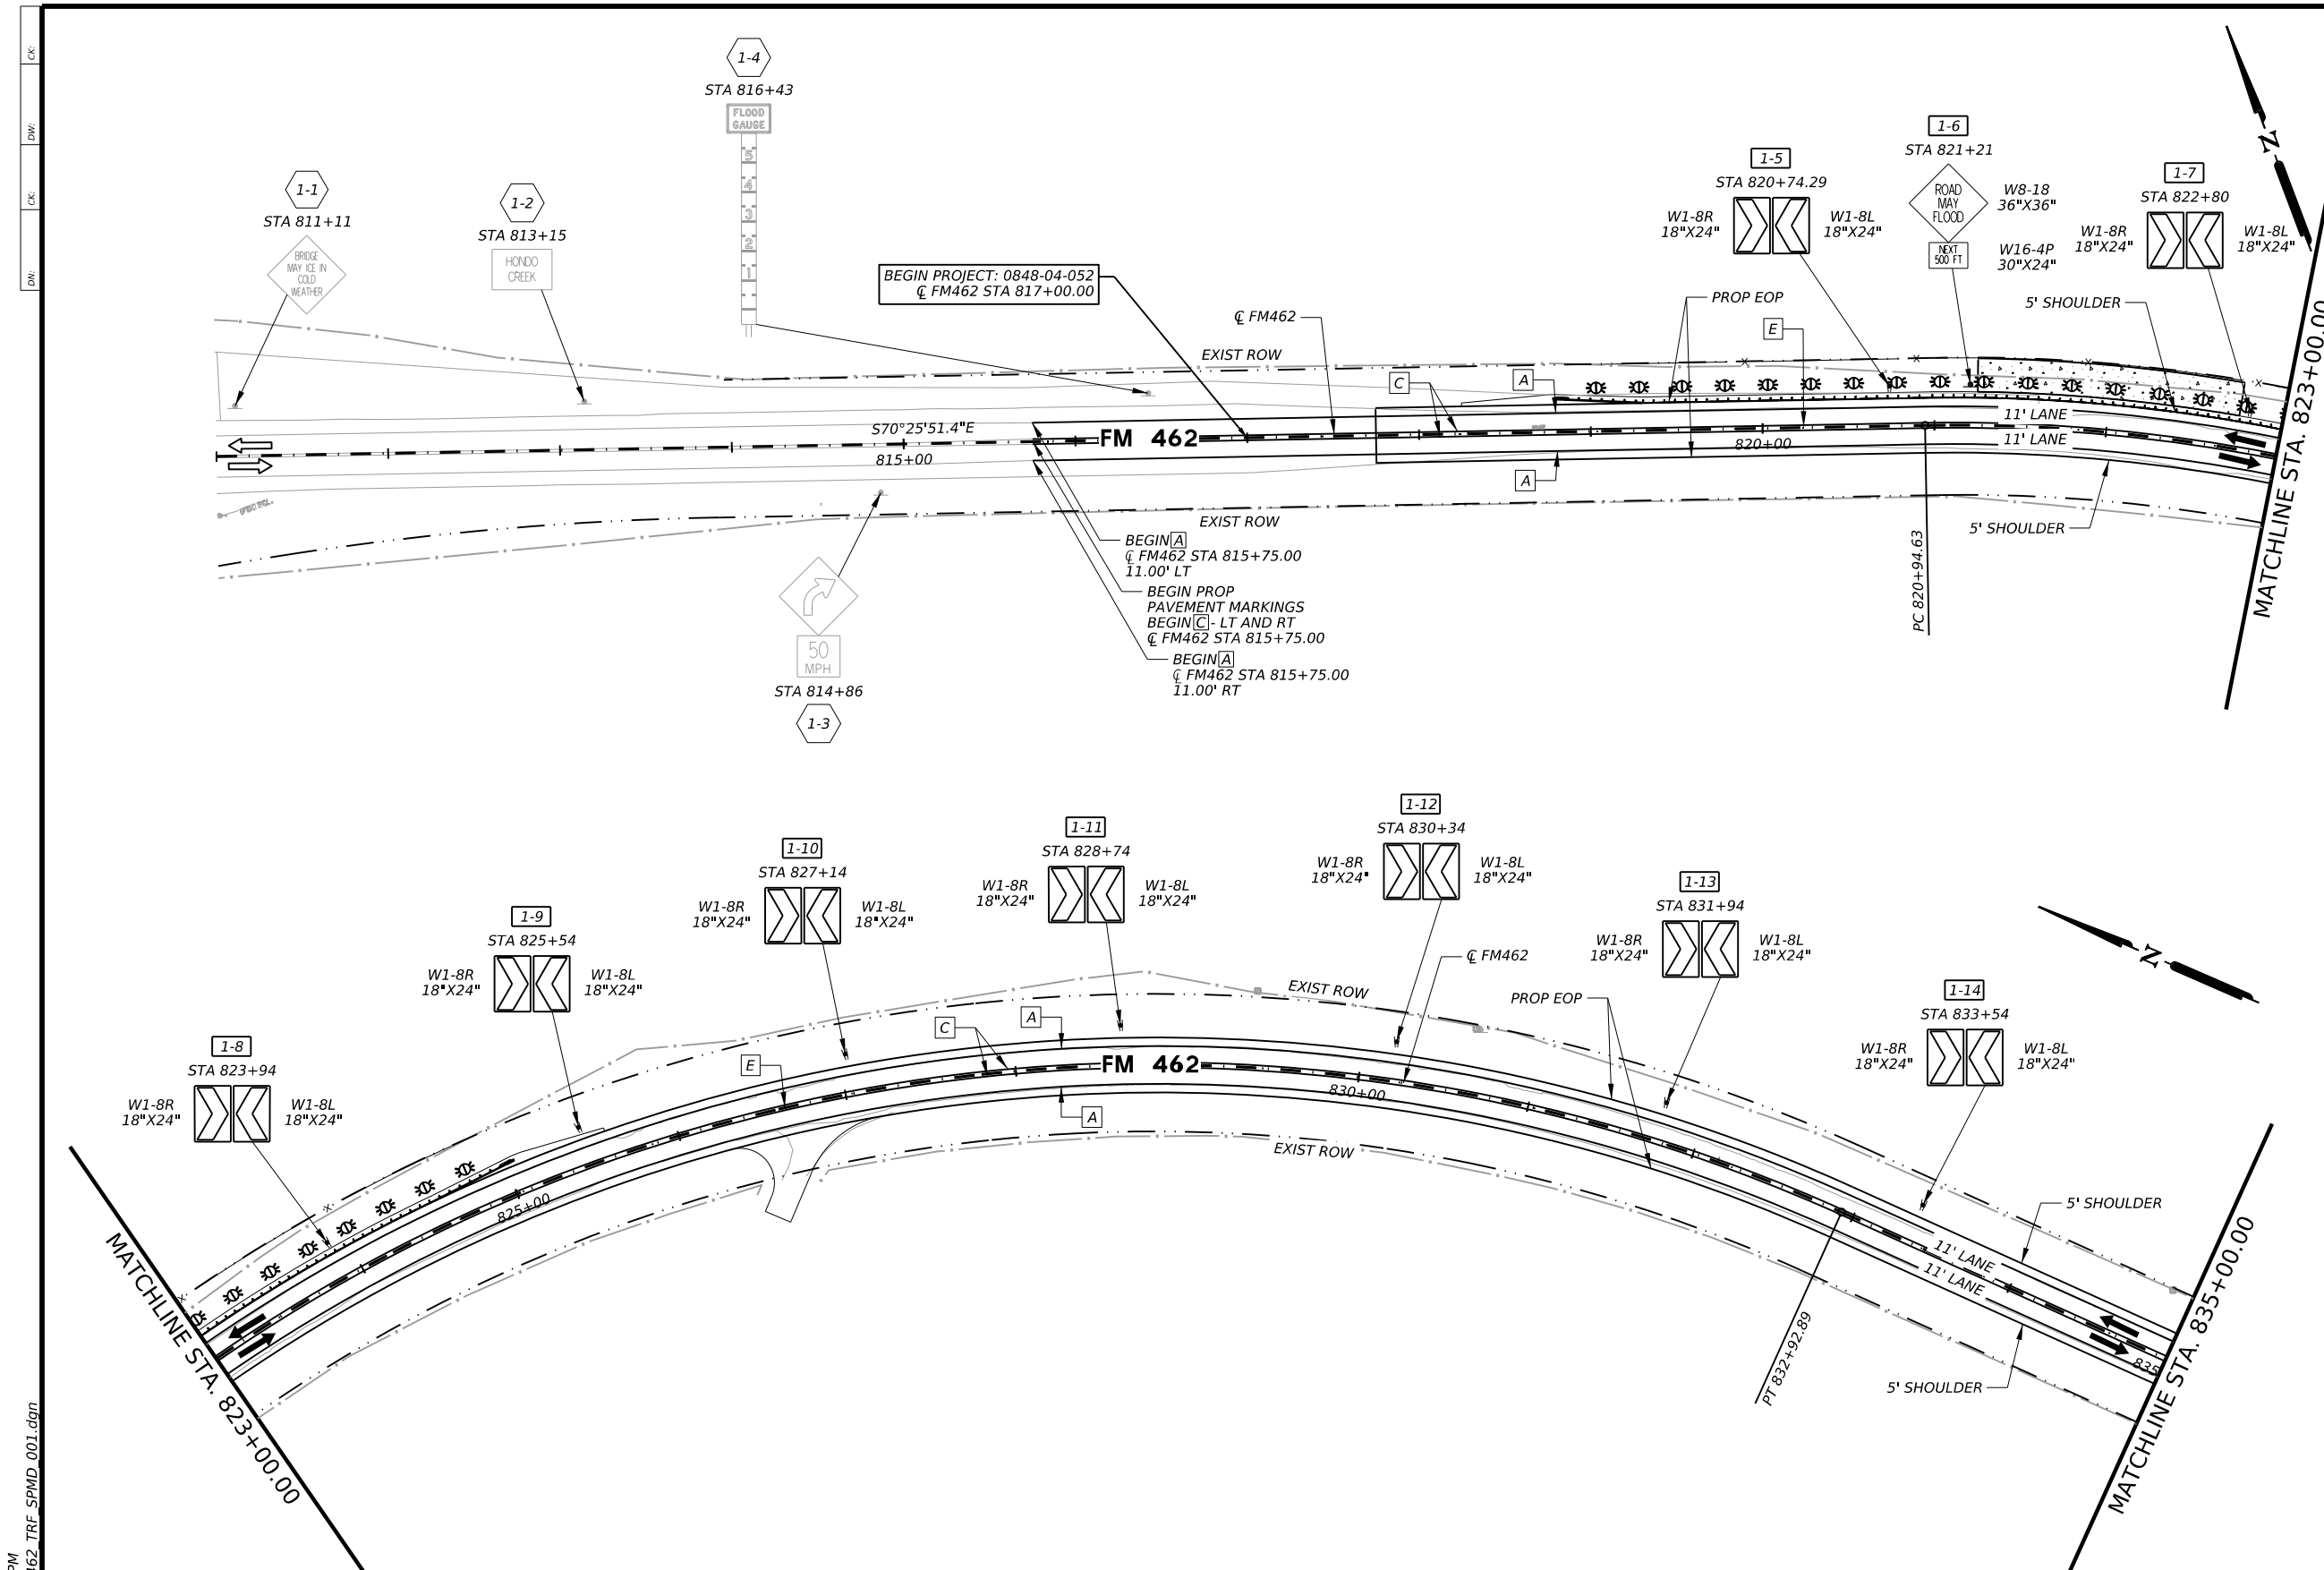 CK:
DW:
CK:
DN:
1-4
STA 816+43
FLOOD
GAUGE
5
4
3
2
1
1-1
STA 811+11
BRIDGE
MAY ICE IN
COLD
WEATHER
1-2
STA 813+15
HONDO
CREEK
BEGIN PROJECT: 0848-04-052
℄ FM462 STA 817+00.00
℄ FM462
EXIST ROW
1-5
STA 820+74.29
W1-8R
18"X24"
W1-8L
18"X24"
PROP EOP
E
1-6
STA 821+21
ROAD
MAY
FLOOD
W8-18
36"X36"
NEXT
500 FT
W16-4P
30"X24"
1-7
STA 822+80
W1-8R
18"X24"
W1-8L
18"X24"
5' SHOULDER
N
C
A
S70°25'51.4"E
815+00
FM 462
820+00
11' LANE
11' LANE
A
EXIST ROW
5' SHOULDER
PC 820+94.63
MATCHLINE STA. 823+00.00
BEGIN A
℄ FM462 STA 815+75.00
11.00' LT
BEGIN PROP
PAVEMENT MARKINGS
BEGIN C - LT AND RT
℄ FM462 STA 815+75.00
BEGIN A
℄ FM462 STA 815+75.00
11.00' RT
50
MPH
STA 814+86
1-3
1-8
STA 823+94
W1-8R
18"X24"
W1-8L
18"X24"
1-9
STA 825+54
W1-8R
18"X24"
W1-8L
18"X24"
1-10
STA 827+14
W1-8R
18"X24"
W1-8L
18"X24"
1-11
STA 828+74
W1-8R
18"X24"
W1-8L
18"X24"
1-12
STA 830+34
W1-8R
18"X24"
W1-8L
18"X24"
1-13
STA 831+94
W1-8R
18"X24"
W1-8L
18"X24"
1-14
STA 833+54
W1-8R
18"X24"
W1-8L
18"X24"
N
℄ FM462
PROP EOP
EXIST ROW
C
A
E
FM 462
830+00
A
EXIST ROW
825+00
5' SHOULDER
11' LANE
11' LANE
835
5' SHOULDER
PT 832+92.89
MATCHLINE STA. 823+00.00
MATCHLINE STA. 835+00.00
PM
462_TRF_SPMD_001.dgn